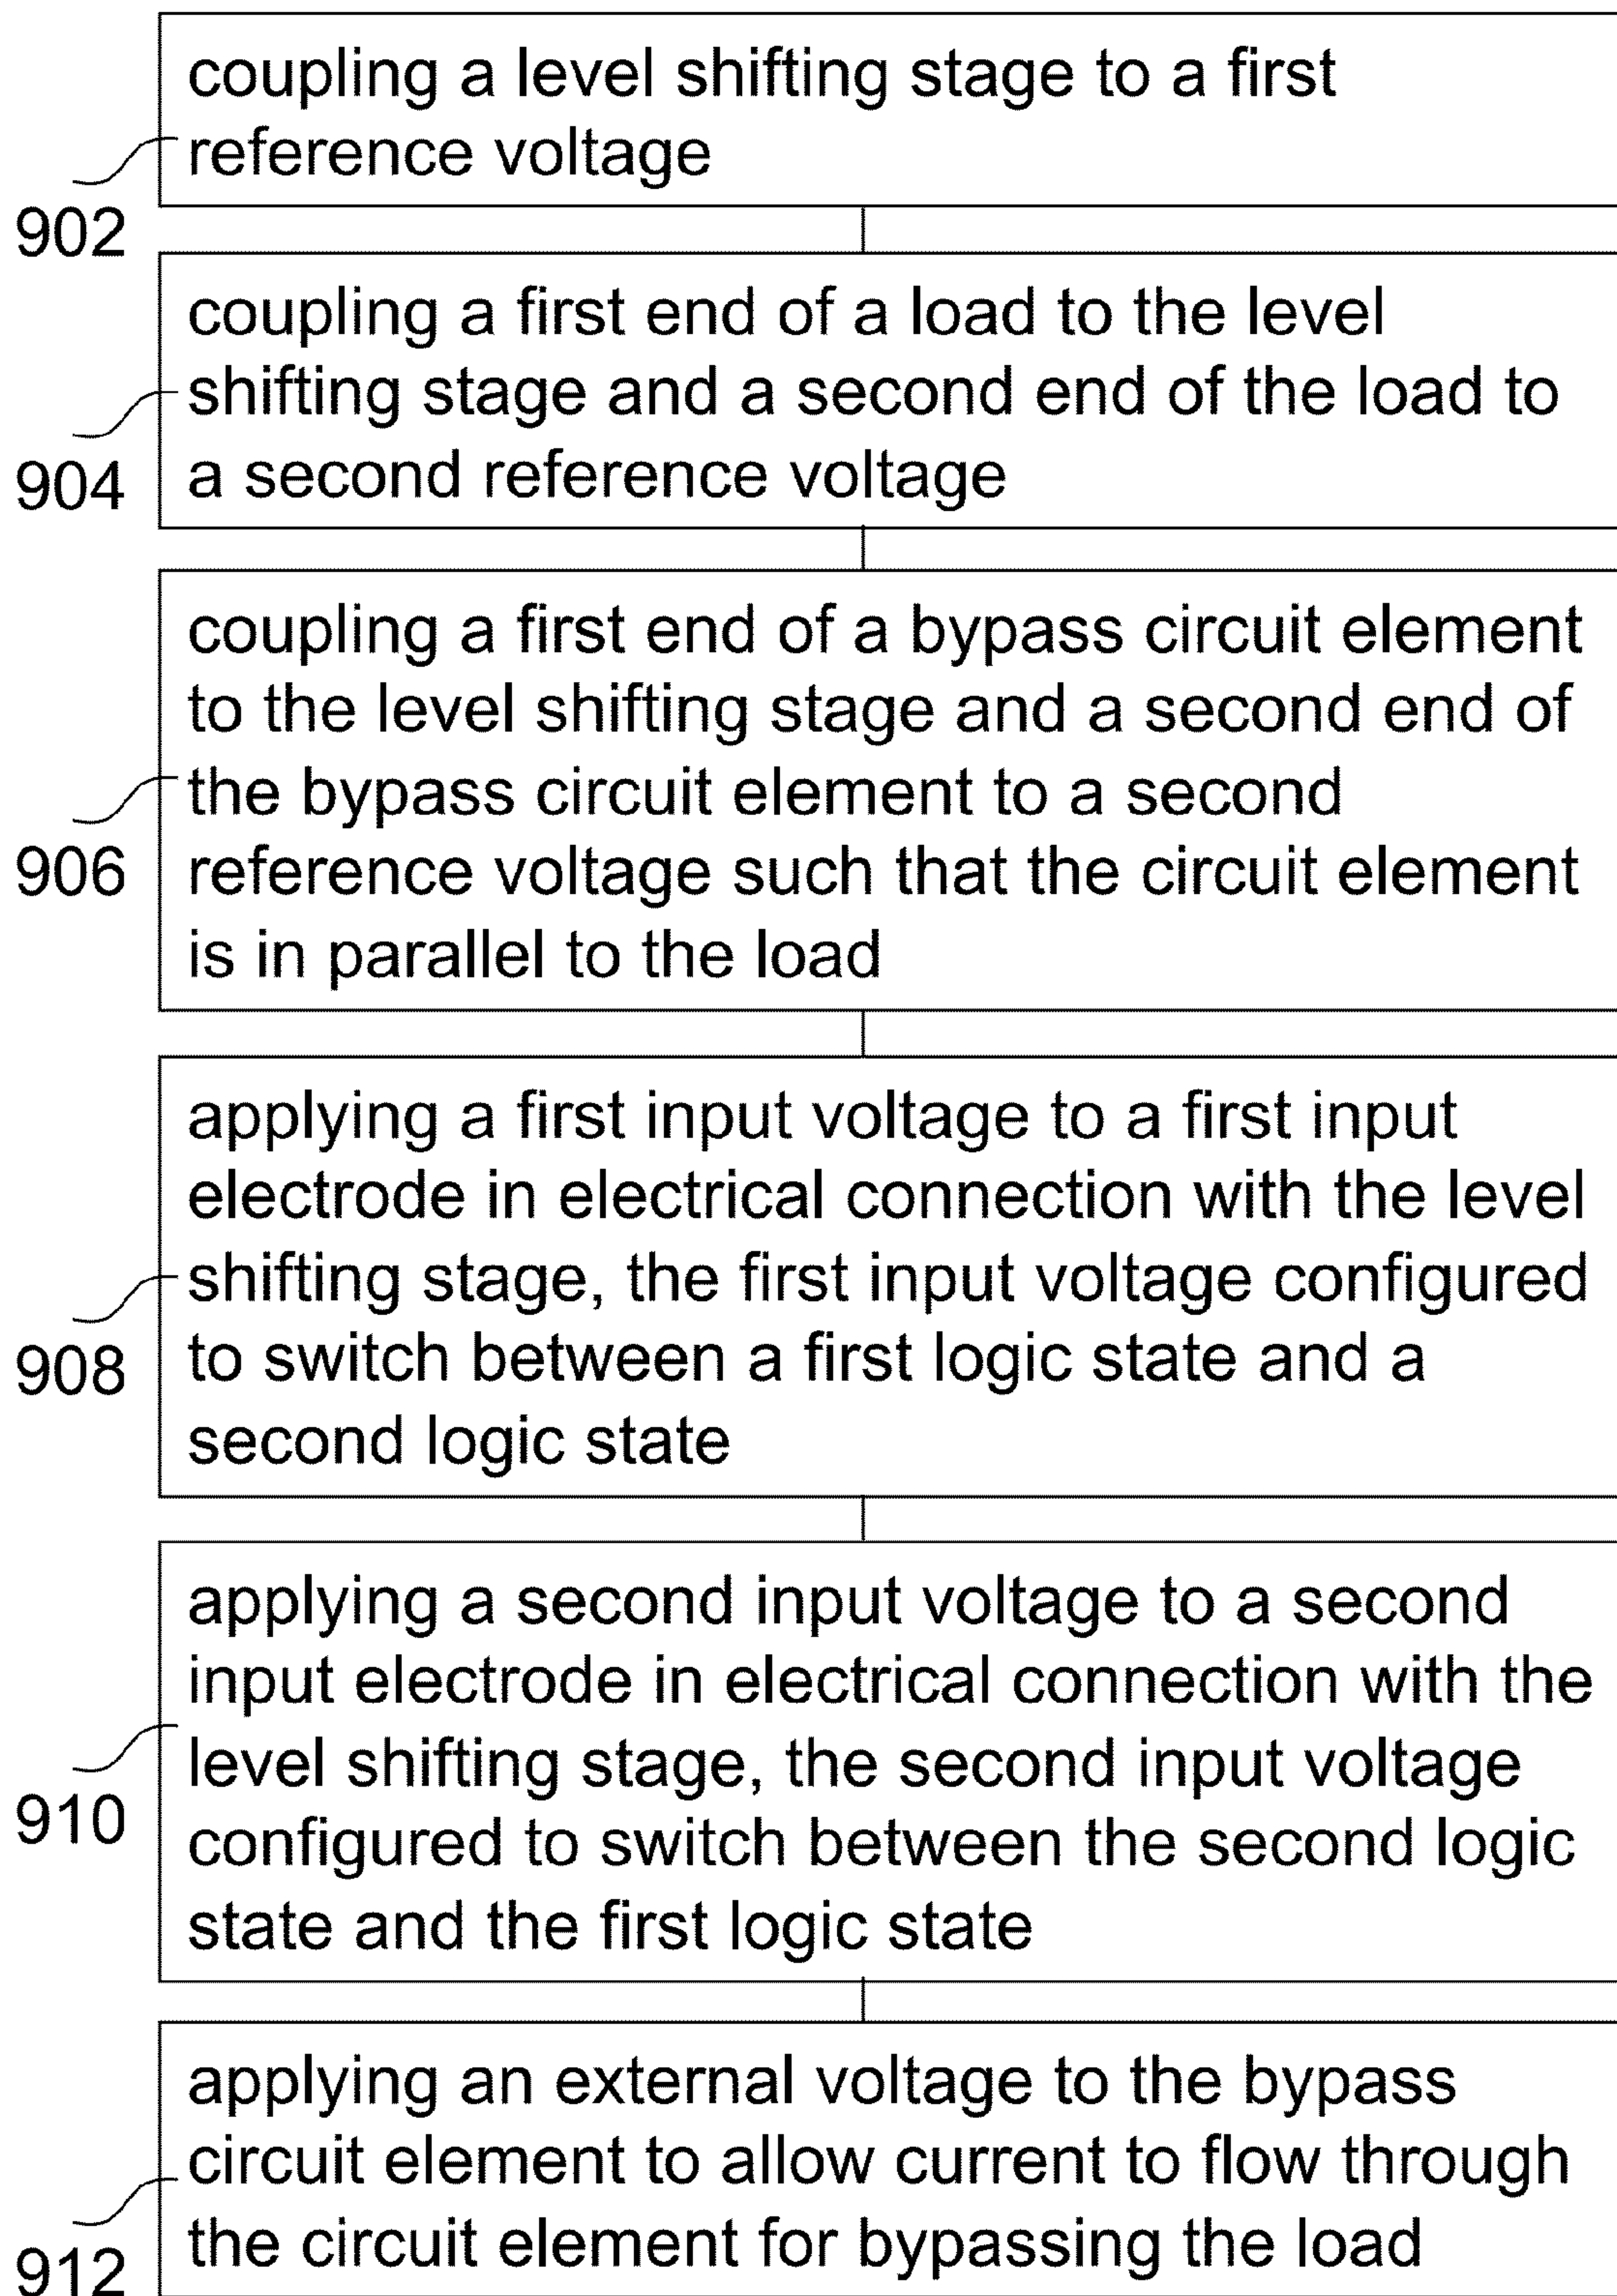 coupling a level shifting stage to a first
reference voltage
902
coupling a first end of a load to the level
shifting stage and a second end of the load to
a second reference voltage
904
coupling a first end of a bypass circuit element
to the level shifting stage and a second end of
the bypass circuit element to a second
reference voltage such that the circuit element
is in parallel to the load
906
applying a first input voltage to a first input
electrode in electrical connection with the level
shifting stage, the first input voltage configured
to switch between a first logic state and a
second logic state
908
applying a second input voltage to a second
input electrode in electrical connection with the
level shifting stage, the second input voltage
configured to switch between the second logic
state and the first logic state
910
applying an external voltage to the bypass
circuit element to allow current to flow through
the circuit element for bypassing the load
912